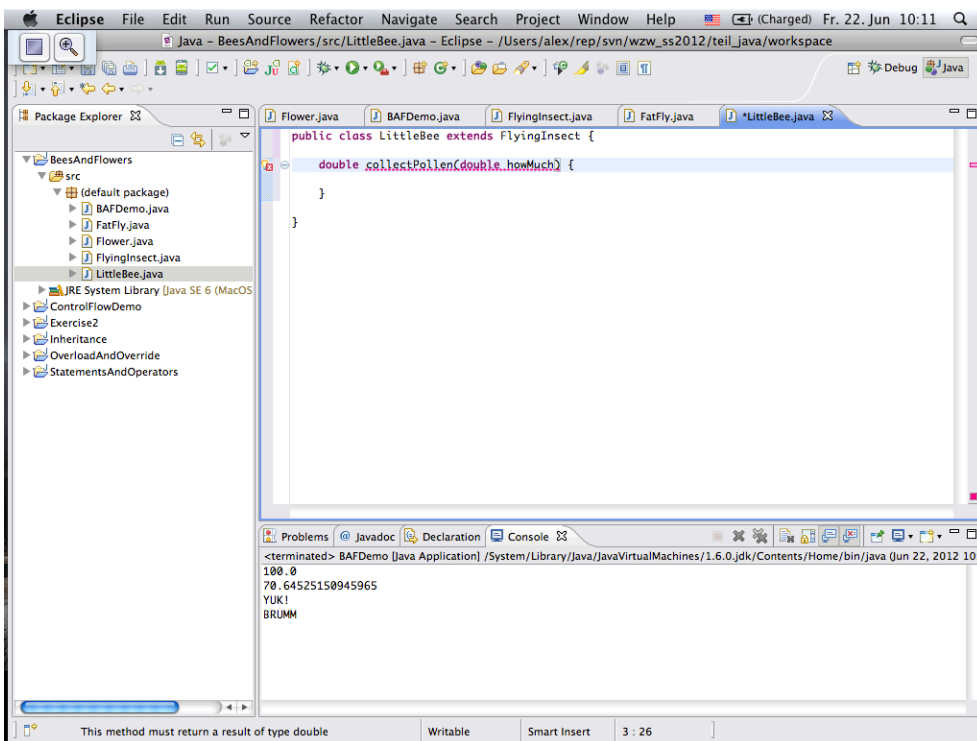 Eclipse File Edit Run Source Refactor Navigate Search Project Window Help (Charged) Fr. 22. Jun 10:11
Java – BeesAndFlowers/src/LittleBee.java – Eclipse – /Users/alex/rep/svn/wzw_ss2012/teil_java/workspace
Debug Java
Package Explorer
Flower.java BAFDemo.java FlyingInsect.java FatFly.java *LittleBee.java
BeesAndFlowers
src
(default package)
BAFDemo.java
FatFly.java
Flower.java
FlyingInsect.java
LittleBee.java
JRE System Library [Java SE 6 (MacOS
ControlFlowDemo
Exercise2
Inheritance
OverloadAndOverride
StatementsAndOperators
public class LittleBee extends FlyingInsect {
double collectPollen(double howMuch) {
}
}
Problems @ Javadoc Declaration Console
<terminated> BAFDemo [Java Application] /System/Library/Java/JavaVirtualMachines/1.6.0.jdk/Contents/Home/bin/java (Jun 22, 2012 10
100.0
70.64525150945965
YUK!
BRUMM
This method must return a result of type double Writable Smart Insert 3 : 26